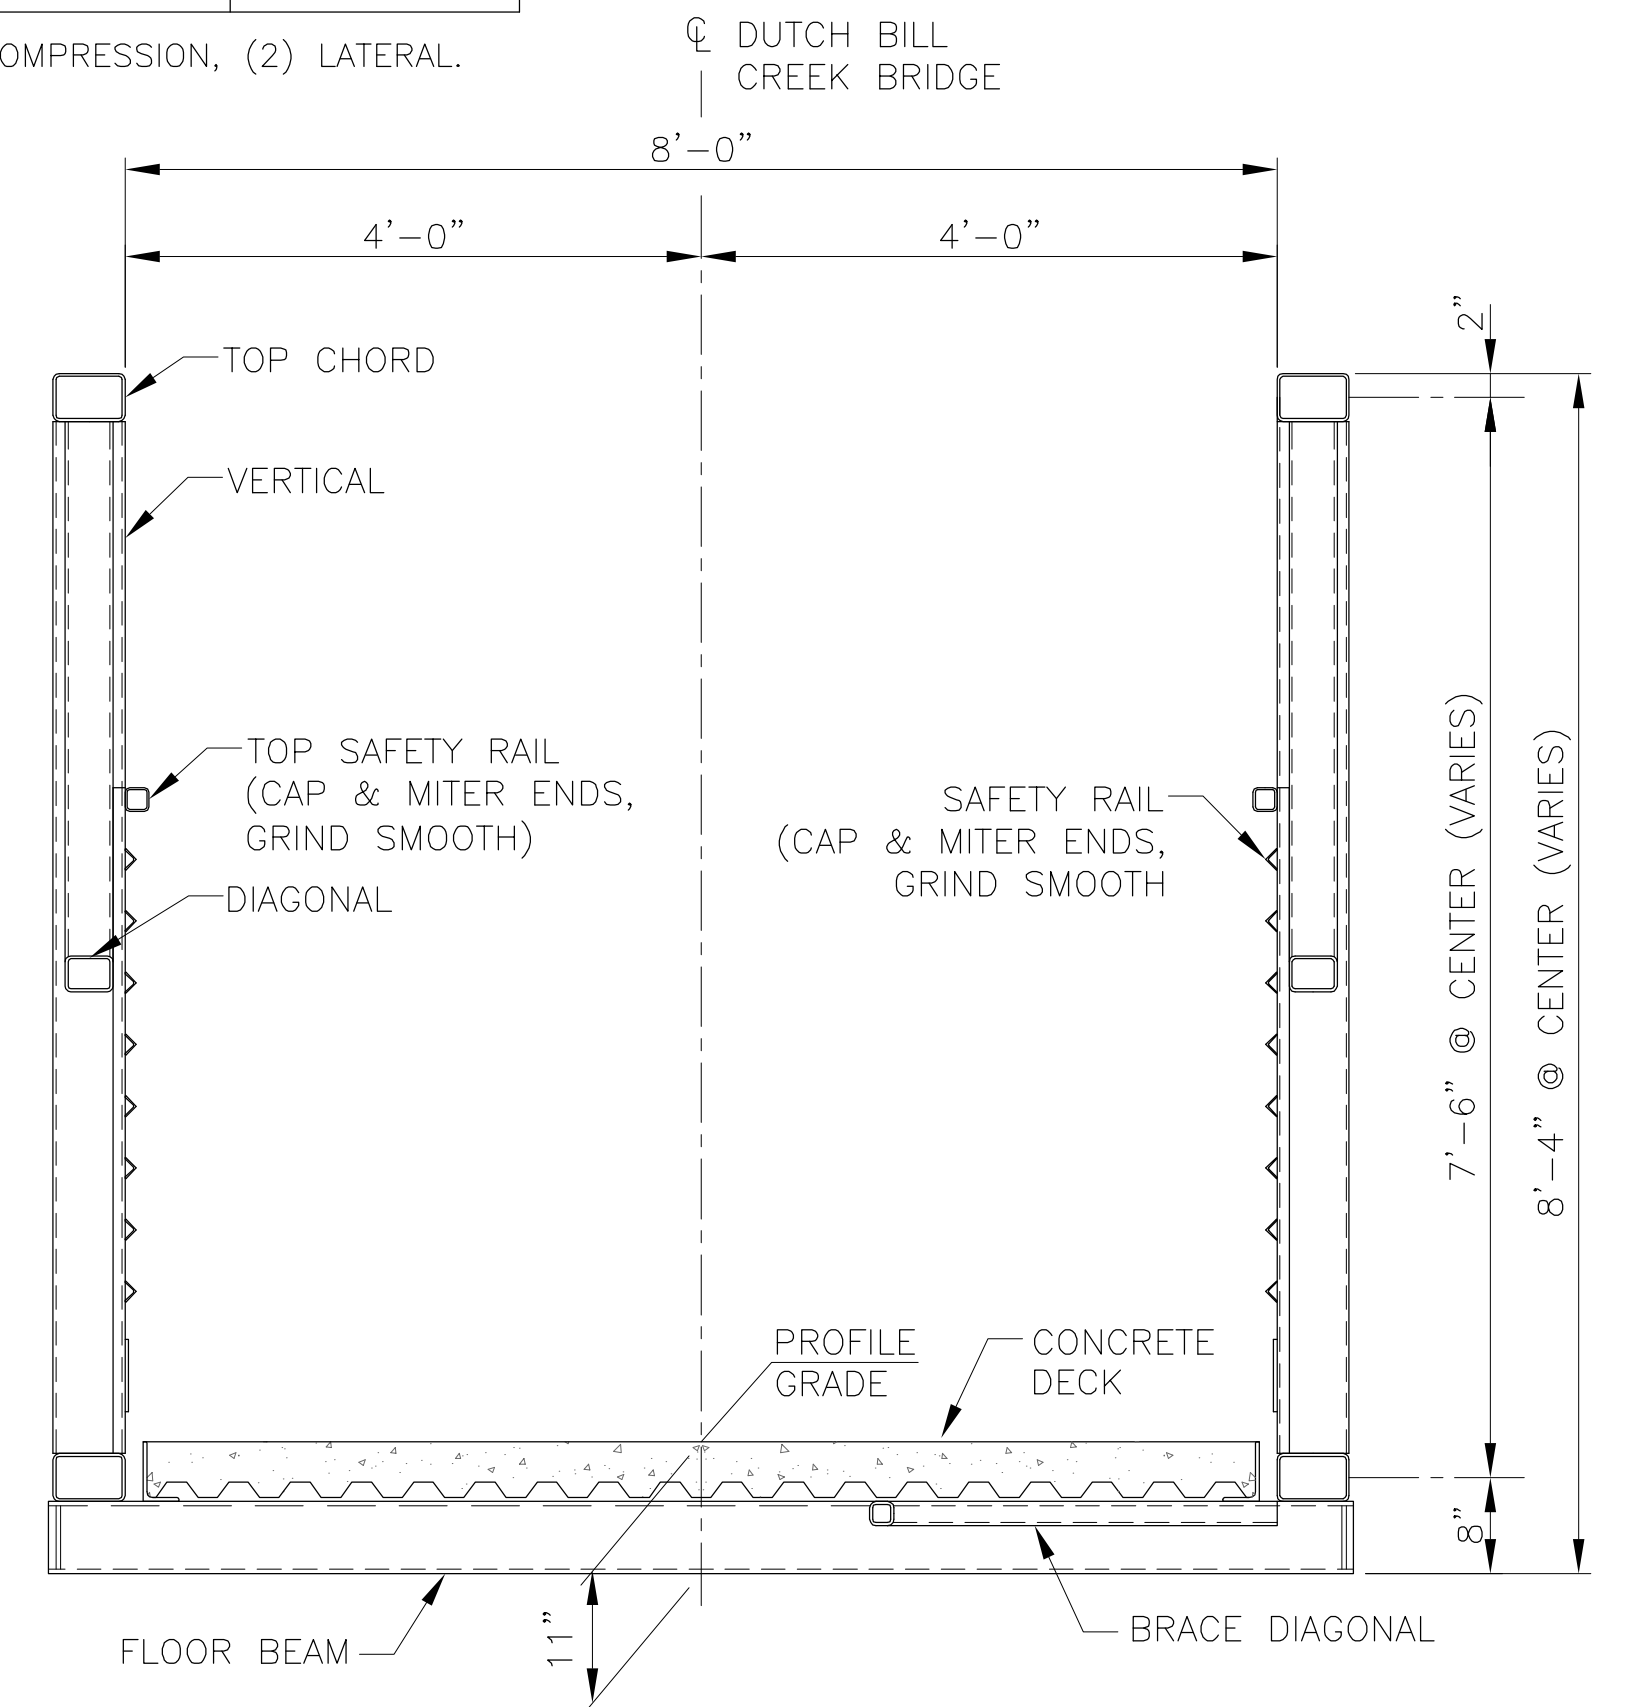 OMPRESSION, (2) LATERAL.
℄ DUTCH BILL
CREEK BRIDGE
8'-0"
4'-0"
4'-0"
2"
TOP CHORD
VERTICAL
TOP SAFETY RAIL
(CAP & MITER ENDS,
GRIND SMOOTH)
SAFETY RAIL
(CAP & MITER ENDS,
GRIND SMOOTH
DIAGONAL
7'-6" @ CENTER (VARIES)
8'-4" @ CENTER (VARIES)
PROFILE
GRADE
CONCRETE
DECK
8"
11"
FLOOR BEAM
BRACE DIAGONAL